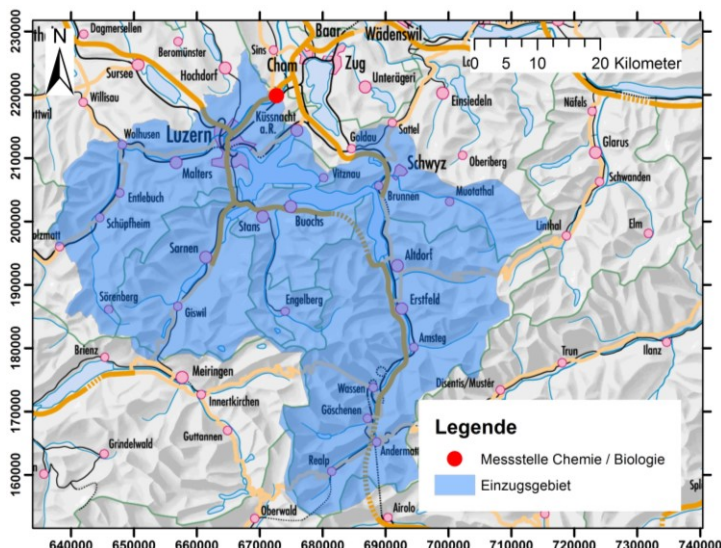 230000
220000
210000
200000
190000
180000
170000
160000
N
Dagmersellen
Beromünster
Sursee
Hochdorf
Sins
Cham
Baar
Wädenswil
Zug
Unterägeri
0 5 10 20 Kilometer
Willisau
Einsiedeln
Näfels
Wolhusen
Luzern
Küssnacht
a.R.
Goldau
Sattel
Glarus
Malters
Vitznau
Schwyz
Oberiberg
Schwanden
Entlebuch
Brunnen
Muotathal
Schüpfheim
Stans
Buochs
Linthal
Elm
Sarnen
Altdorf
Sörenberg
Giswil
Engelberg
Erstfeld
Amsteg
Brienz
Meiringen
Trun
Ilanz
Innertkirchen
Wassen
Disentis/Mustér
Göschenen
Grindelwald
Guttannen
Realp
Andermatt
Oberwald
Airolo
Legende
Messstelle Chemie / Biologie
Einzugsgebiet
640000 650000 660000 670000 680000 690000 700000 710000 720000 730000 740000